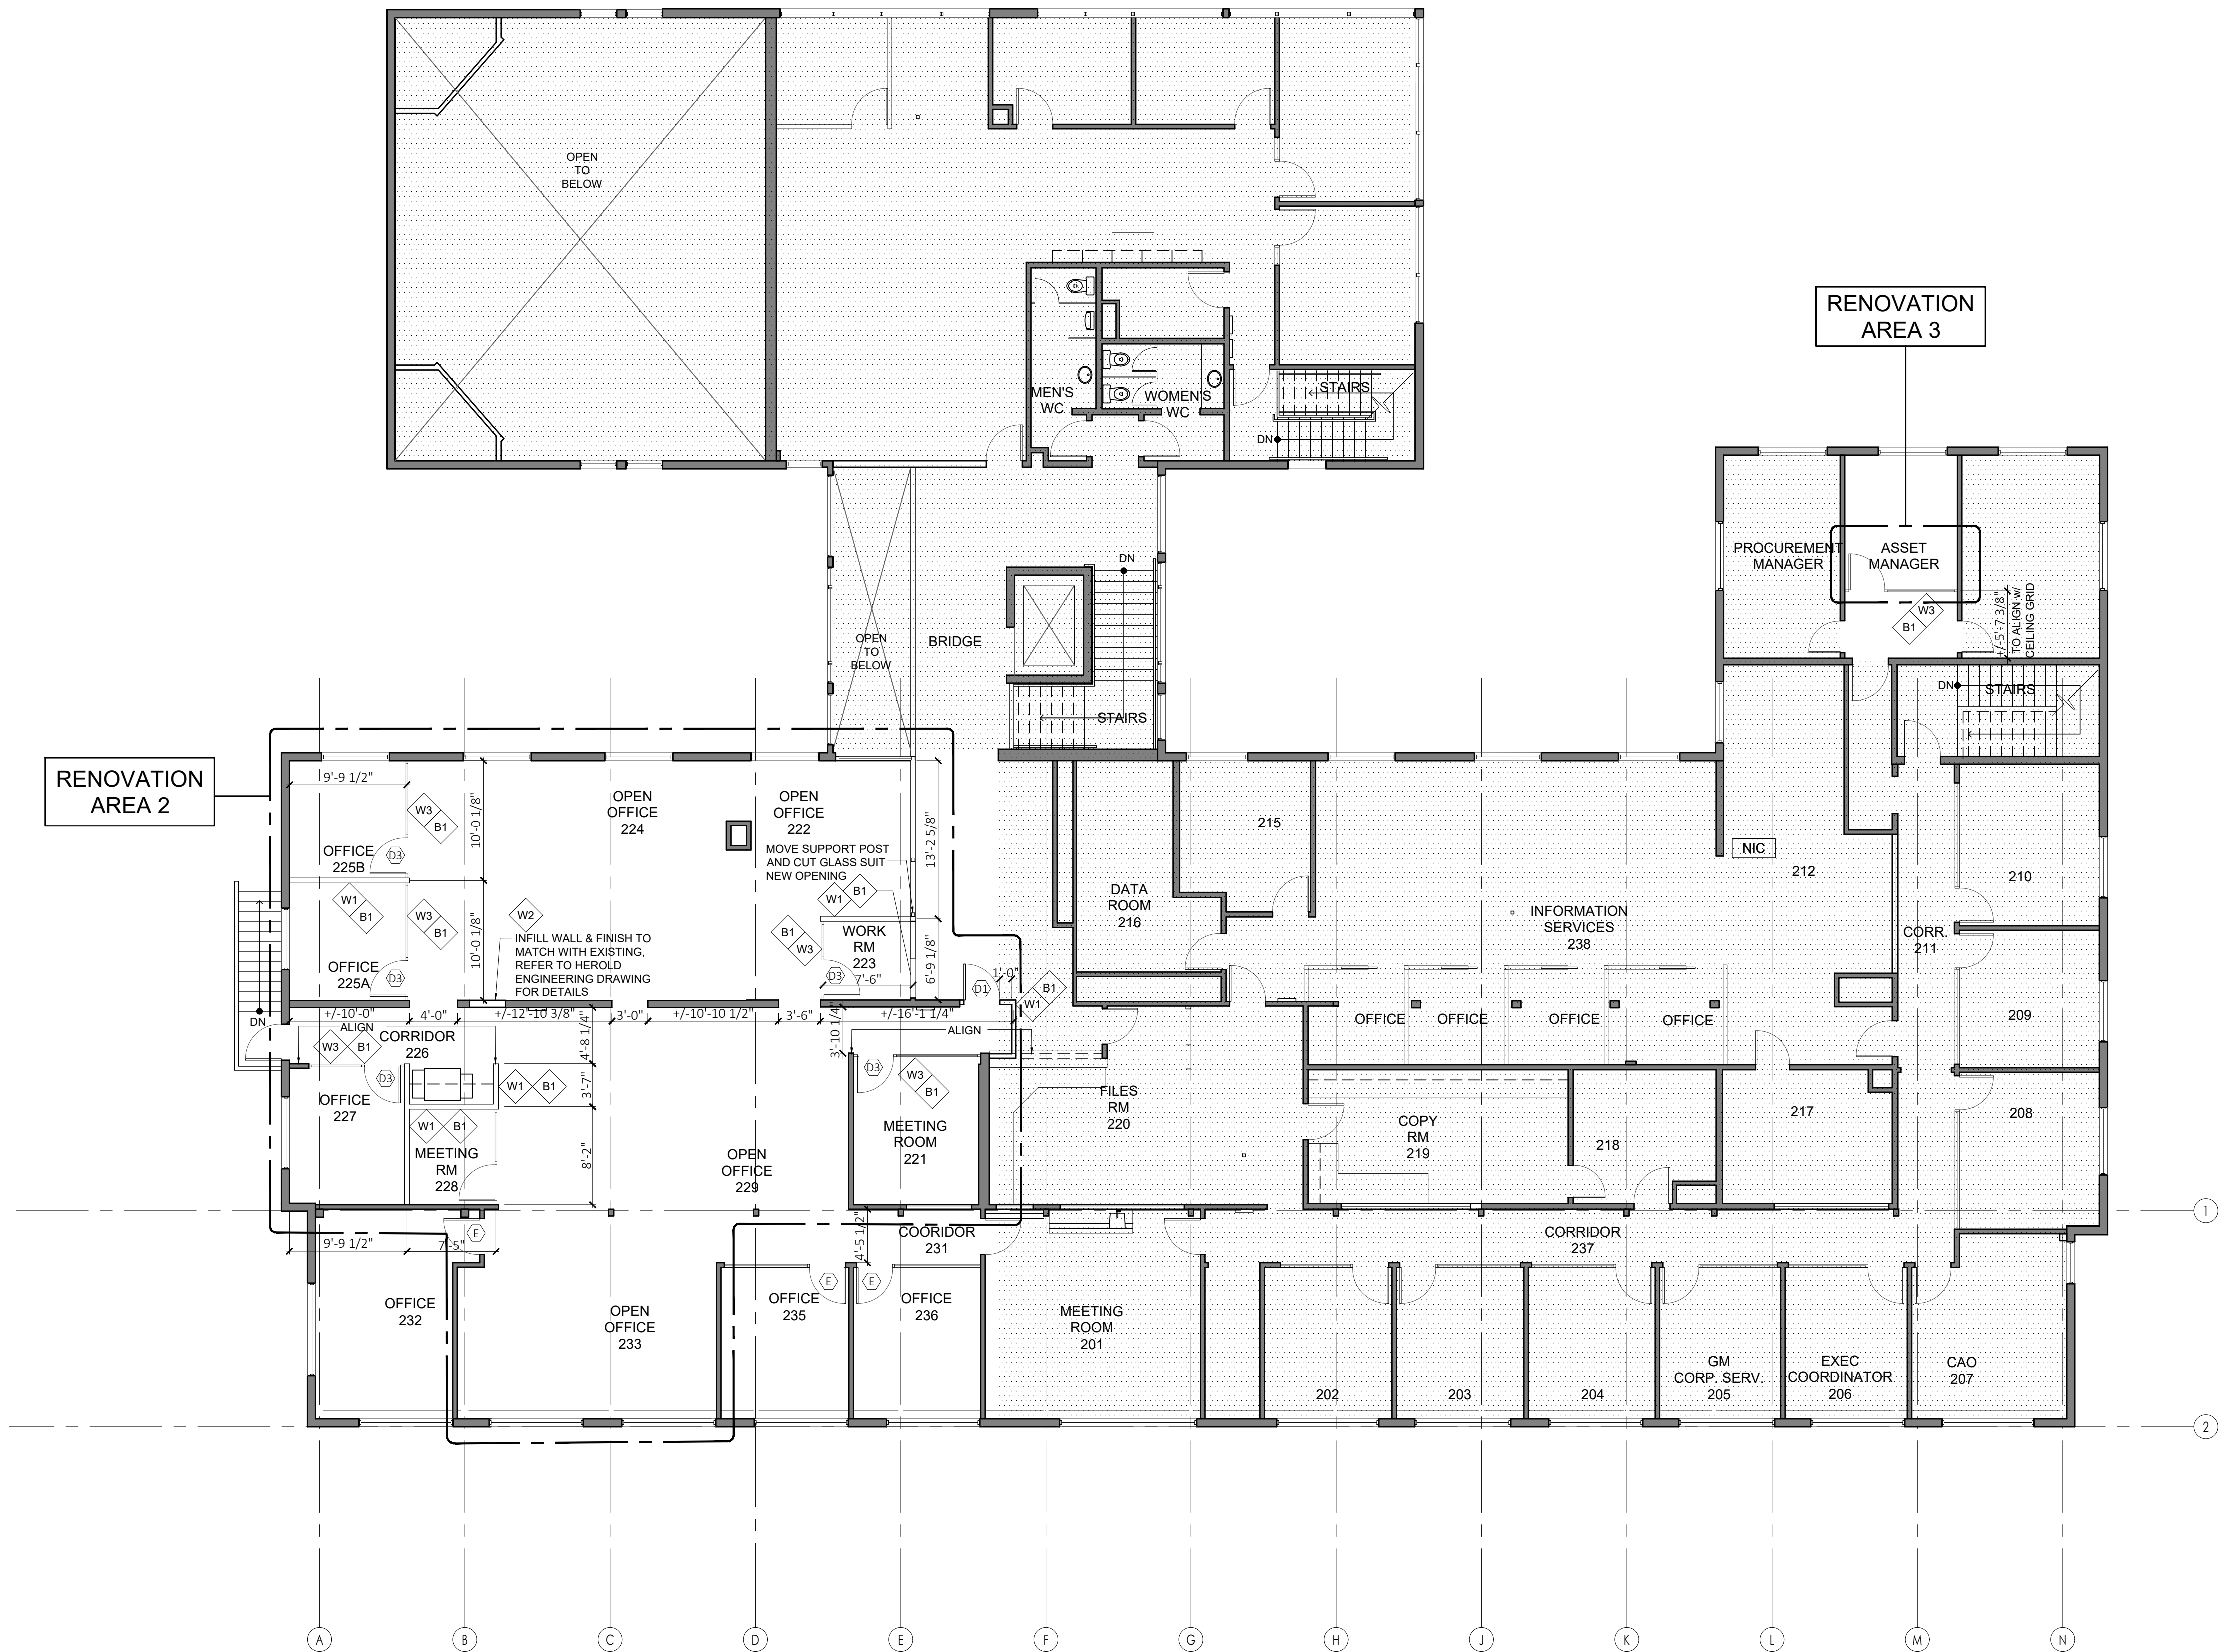 OPEN
TO
BELOW
RENOVATION
AREA 3
MEN'S
WC
WOMEN'S
WC
STAIRS
DN
PROCUREMENT
MANAGER
ASSET
MANAGER
W3
B1
+/-5'-7 3/8"
TO ALIGN w/
CEILING GRID
DN
OPEN
TO
BELOW
BRIDGE
STAIRS
DN
STAIRS
RENOVATION
AREA 2
9'-9 1/2"
OFFICE
225B
D3
W3
B1
10'-0 1/8"
OPEN
OFFICE
224
OPEN
OFFICE
222
MOVE SUPPORT POST
AND CUT GLASS SUIT
NEW OPENING
13'-2 5/8"
W1
B1
W1
B1
W3
B1
OFFICE
225A
D3
10'-0 1/8"
W2
INFILL WALL & FINISH TO
MATCH WITH EXISTING,
REFER TO HEROLD
ENGINEERING DRAWING
FOR DETAILS
B1
W3
WORK
RM
223
D3
7'-6"
6'-9 1/8"
1'-0"
D1
W1
B1
DN
+/-10'-0"
4'-0"
+/-12'-10 3/8"
3'-0"
+/-10'-10 1/2"
3'-6"
+/-16'-1 1/4"
ALIGN
CORRIDOR
226
W3
B1
4'-8 1/4"
3'-10 1/4"
ALIGN
D3
OFFICE
227
D3
W1
B1
3'-7"
W3
B1
W1
B1
MEETING
RM
228
8'-2"
OPEN
OFFICE
229
MEETING
ROOM
221
9'-9 1/2"
7'-5"
E
4'-5 1/2"
COORIDOR
231
OFFICE
232
OPEN
OFFICE
233
OFFICE
235
E
E
OFFICE
236
DATA
ROOM
216
215
INFORMATION
SERVICES
238
NIC
212
CORR.
211
210
209
208
OFFICE
OFFICE
OFFICE
OFFICE
FILES
RM
220
COPY
RM
219
218
217
CORRIDOR
237
MEETING
ROOM
201
202
203
204
GM
CORP. SERV.
205
EXEC
COORDINATOR
206
CAO
207
1
2
A
B
C
D
E
F
G
H
J
K
L
M
N